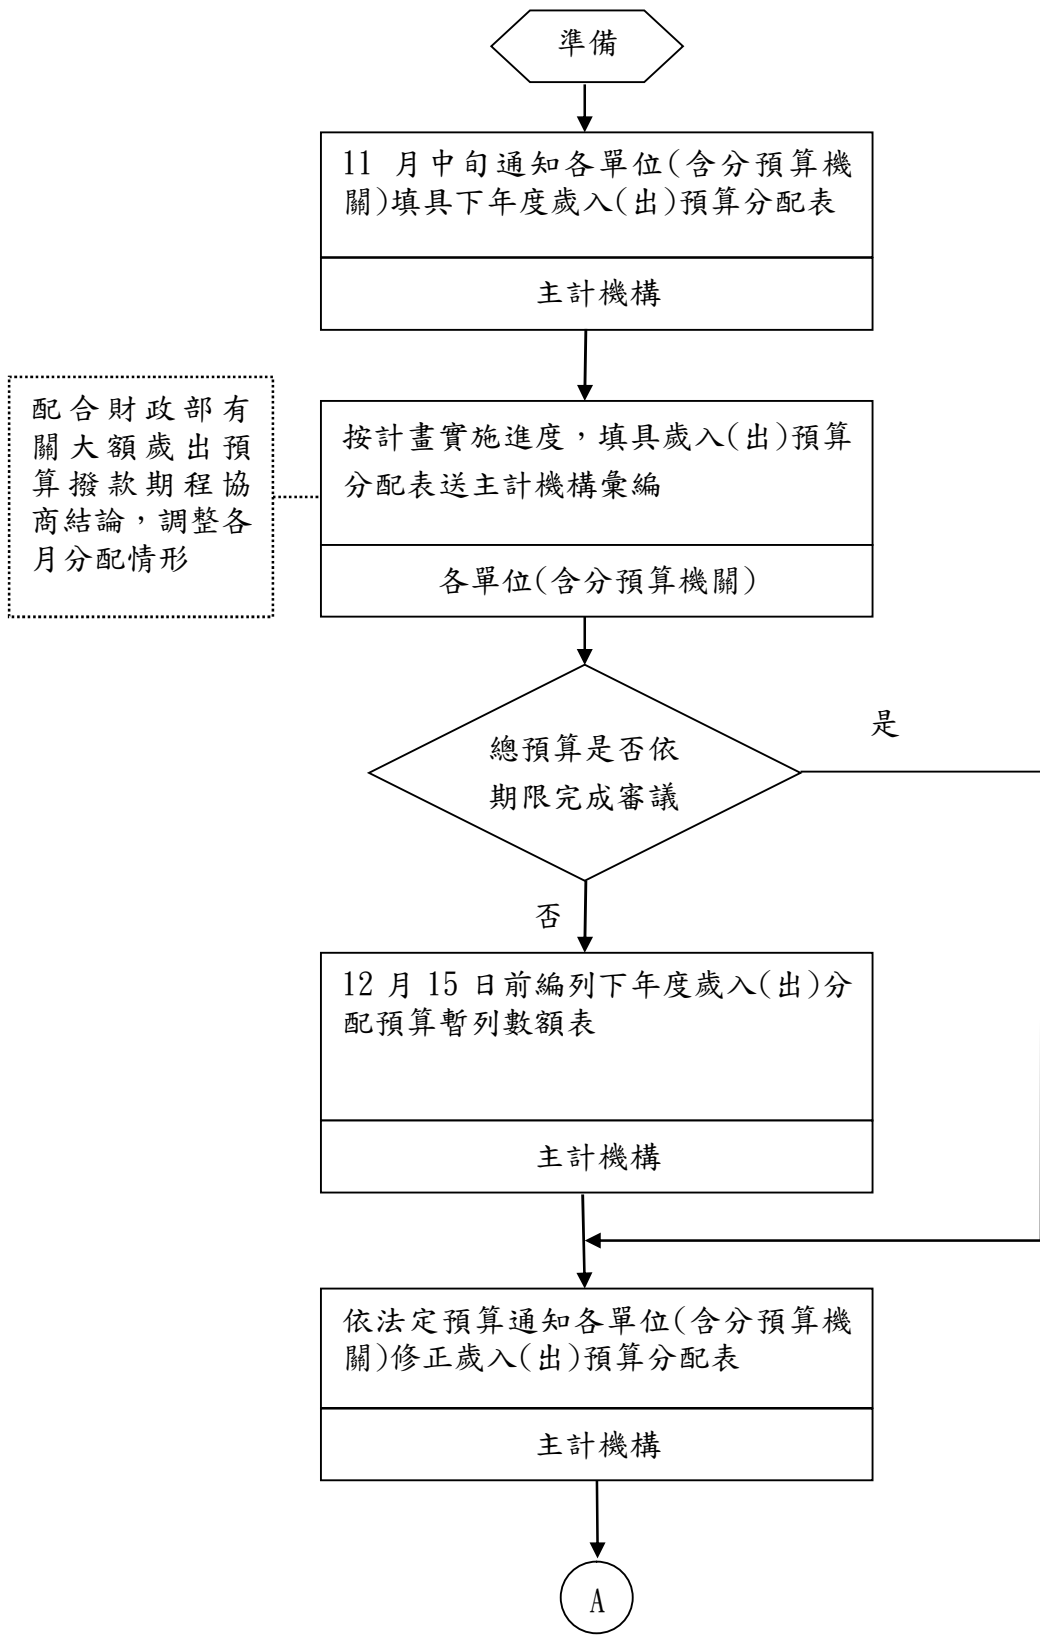 準備
11 月中旬通知各單位(含分預算機
關)填具下年度歲入(出)預算分配表
主計機構
配合財政部有
關大額歲出預
算撥款期程協
商結論，調整各
月分配情形
按計畫實施進度，填具歲入(出)預算
分配表送主計機構彙編
各單位(含分預算機關)
總預算是否依
期限完成審議
是
否
12 月 15 日前編列下年度歲入(出)分
配預算暫列數額表
主計機構
依法定預算通知各單位(含分預算機
關)修正歲入(出)預算分配表
主計機構
A